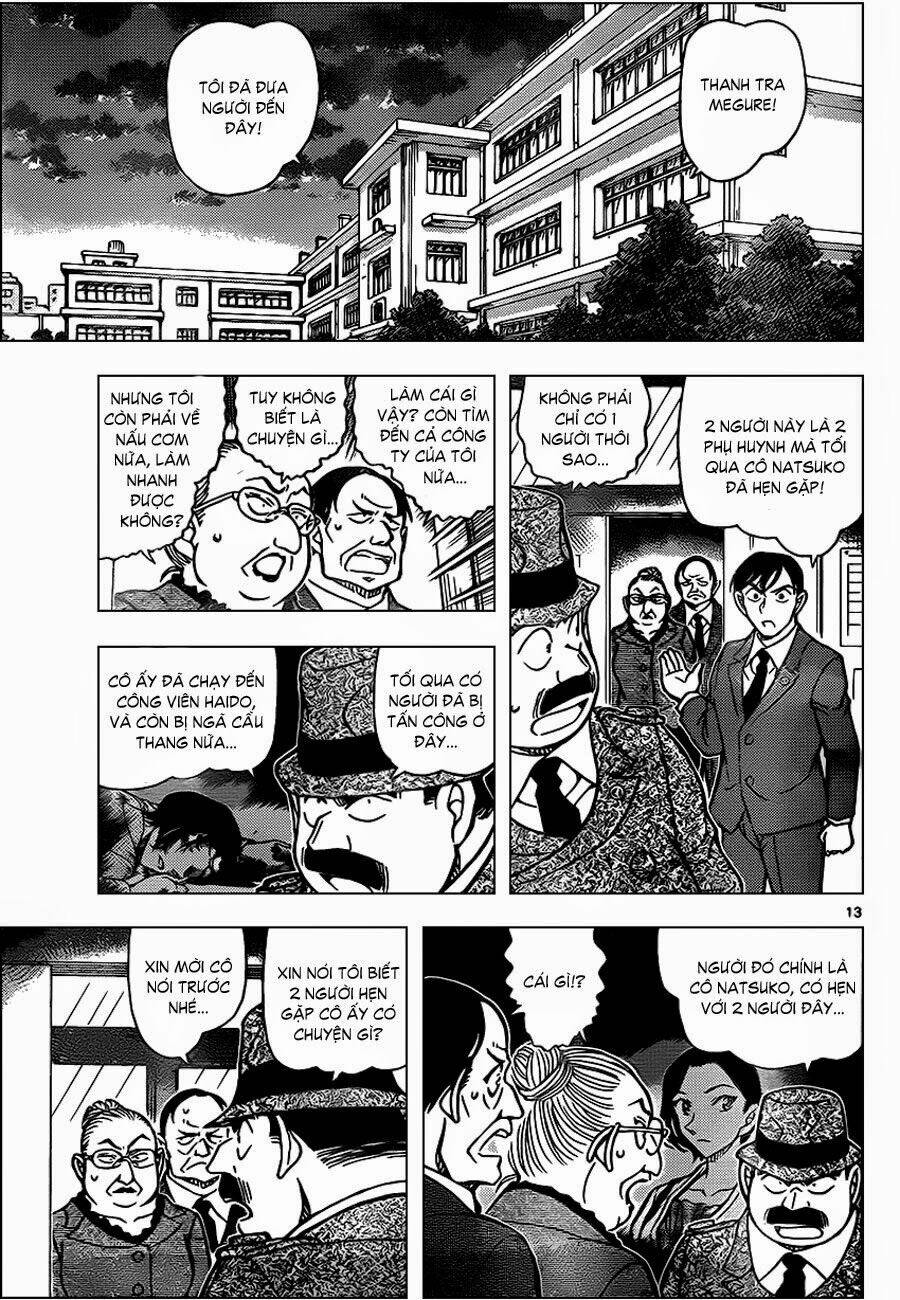 THANH TRA
MEGURE!
TÔI ĐÃ ĐƯA
NGƯỜI ĐẾN
ĐÂY!
2 NGƯỜI NÀY LÀ 2
PHỤ HUYNH MÀ TỐI
QUA CÔ NATSUKO
ĐÃ HẸN GẶP!
KHÔNG PHẢI
CHỈ CÓ 1
NGƯỜI THÔI
SAO...
LÀM CÁI GÌ
VẬY? CÒN TÌM
ĐẾN CẢ CÔNG
TY CỦA TÔI
NỮA...
TUY KHÔNG
BIẾT LÀ
CHUYỆN GÌ...
NHƯNG TÔI
CÒN PHẢI VỀ
NẤU CƠM
NỮA, LÀM
NHANH
ĐƯỢC
KHÔNG?
TỐI QUA CÓ
NGƯỜI ĐÃ BỊ
TẤN CÔNG Ở
ĐÂY...
CÔ ẤY ĐÃ CHẠY ĐẾN
CÔNG VIÊN HAIDO,
VÀ CÒN BỊ NGÃ CẦU
THANG NỮA...
13
NGƯỜI ĐÓ CHÍNH LÀ
CÔ NATSUKO, CÓ HẸN
VỚI 2 NGƯỜI ĐÂY...
CÁI GÌ!?
XIN NÓI TÔI BIẾT
2 NGƯỜI HẸN
GẶP CÔ ẤY CÓ
CHUYỆN GÌ?
XIN MỜI CÔ
NÓI TRƯỚC
NHÉ...